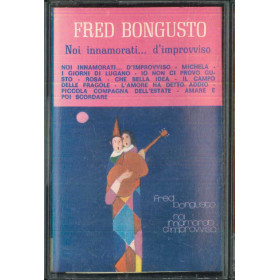 FRED BONGUSTO
Noi innamorati... d'improvviso
NOI INNAMORATI... D'IMPROVVISO - MICHELA -
I GIORNI DI LUGANO - IO NON CI PROVO GU-
STO - ROBA - CHE BELLA IDEA - IL CAMPO
DELLE FRAGOLE - L'AMORE HA DETTO ADDIO -
PICCOLA COMPAGNA DELL'ESTATE - AMARE E
POI SCORDARE
Fred
bongusto
noi
innamorati
d'improvviso